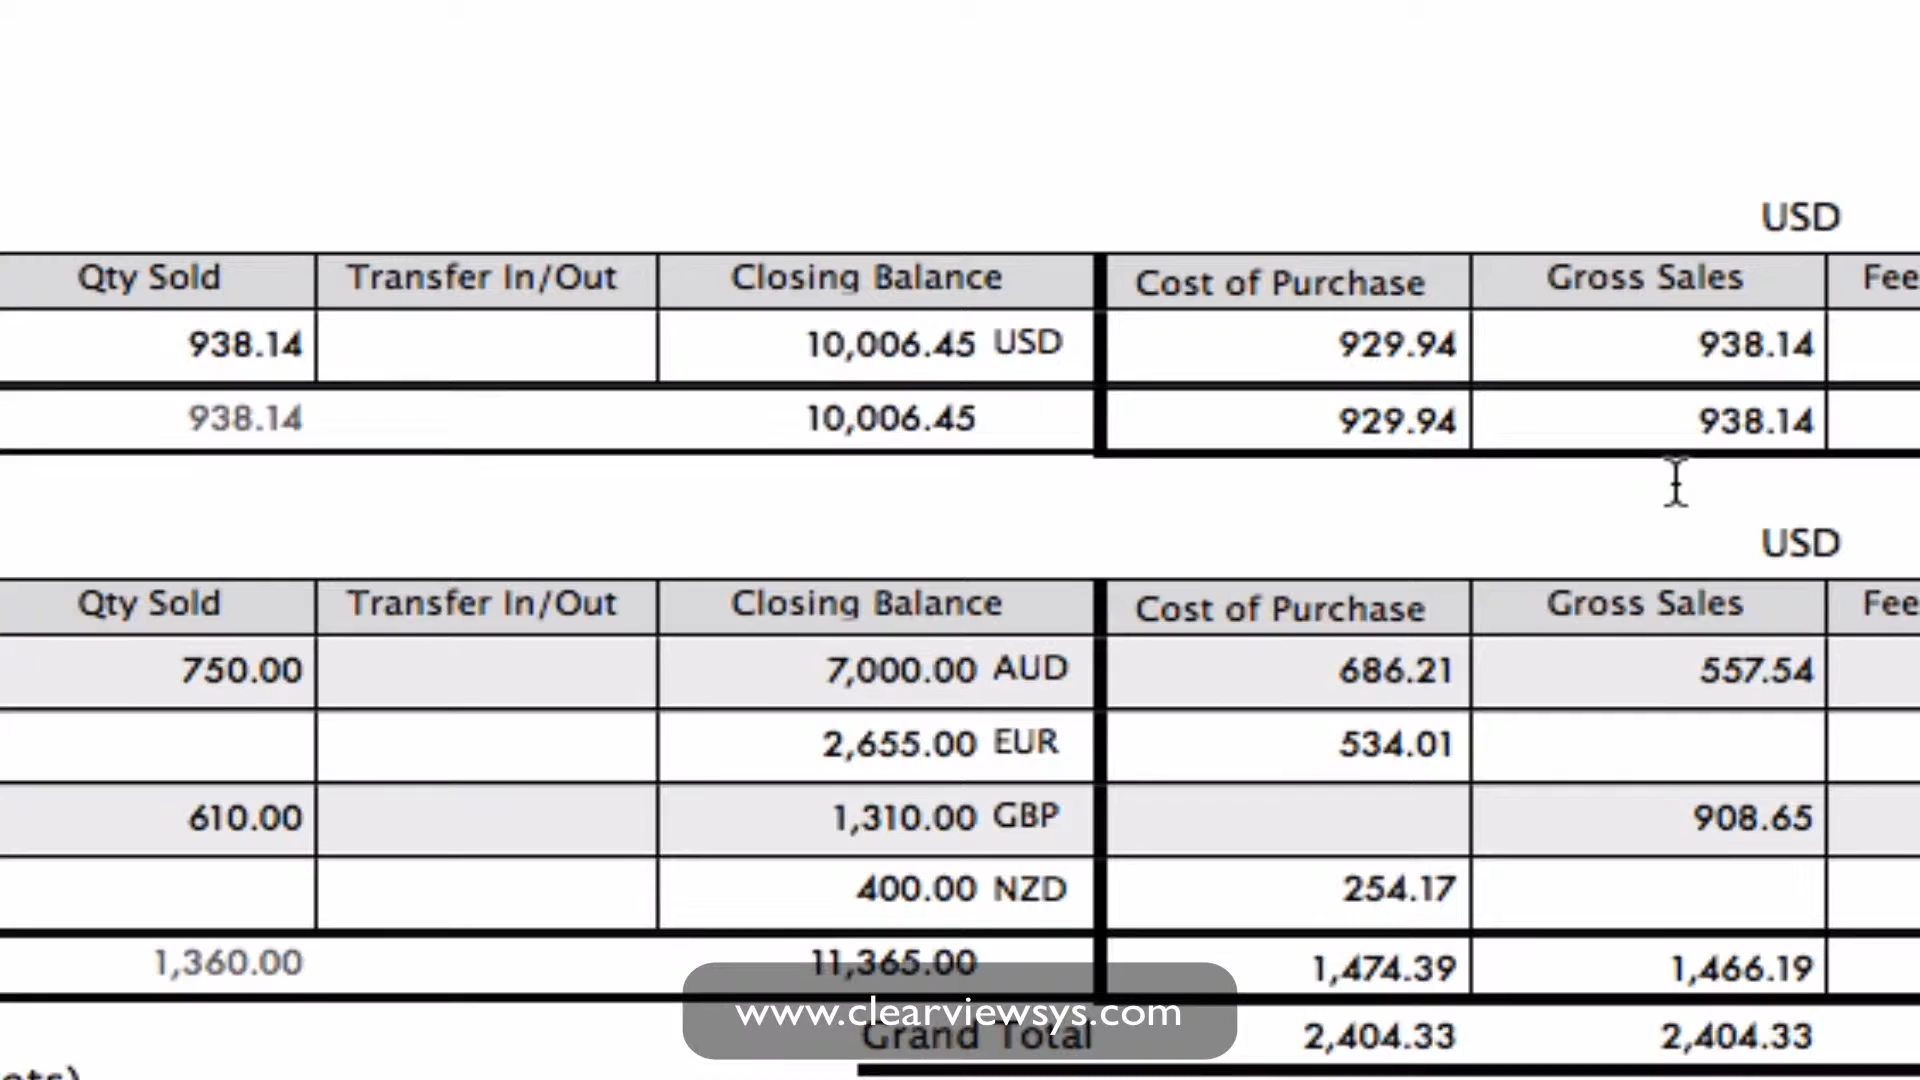 USD
Qty Sold Transfer In/Out Closing Balance Cost of Purchase Gross Sales Fee
938.14 10,006.45 USD 929.94 938.14
938.14 10,006.45 929.94 938.14
USD
Qty Sold Transfer In/Out Closing Balance Cost of Purchase Gross Sales Fee
750.00 7,000.00 AUD 686.21 557.54
2,655.00 EUR 534.01
610.00 1,310.00 GBP 908.65
400.00 NZD 254.17
1,360.00 11,365.00 1,474.39 1,466.19
www.clearviewsys.com
Grand Total 2,404.33 2,404.33